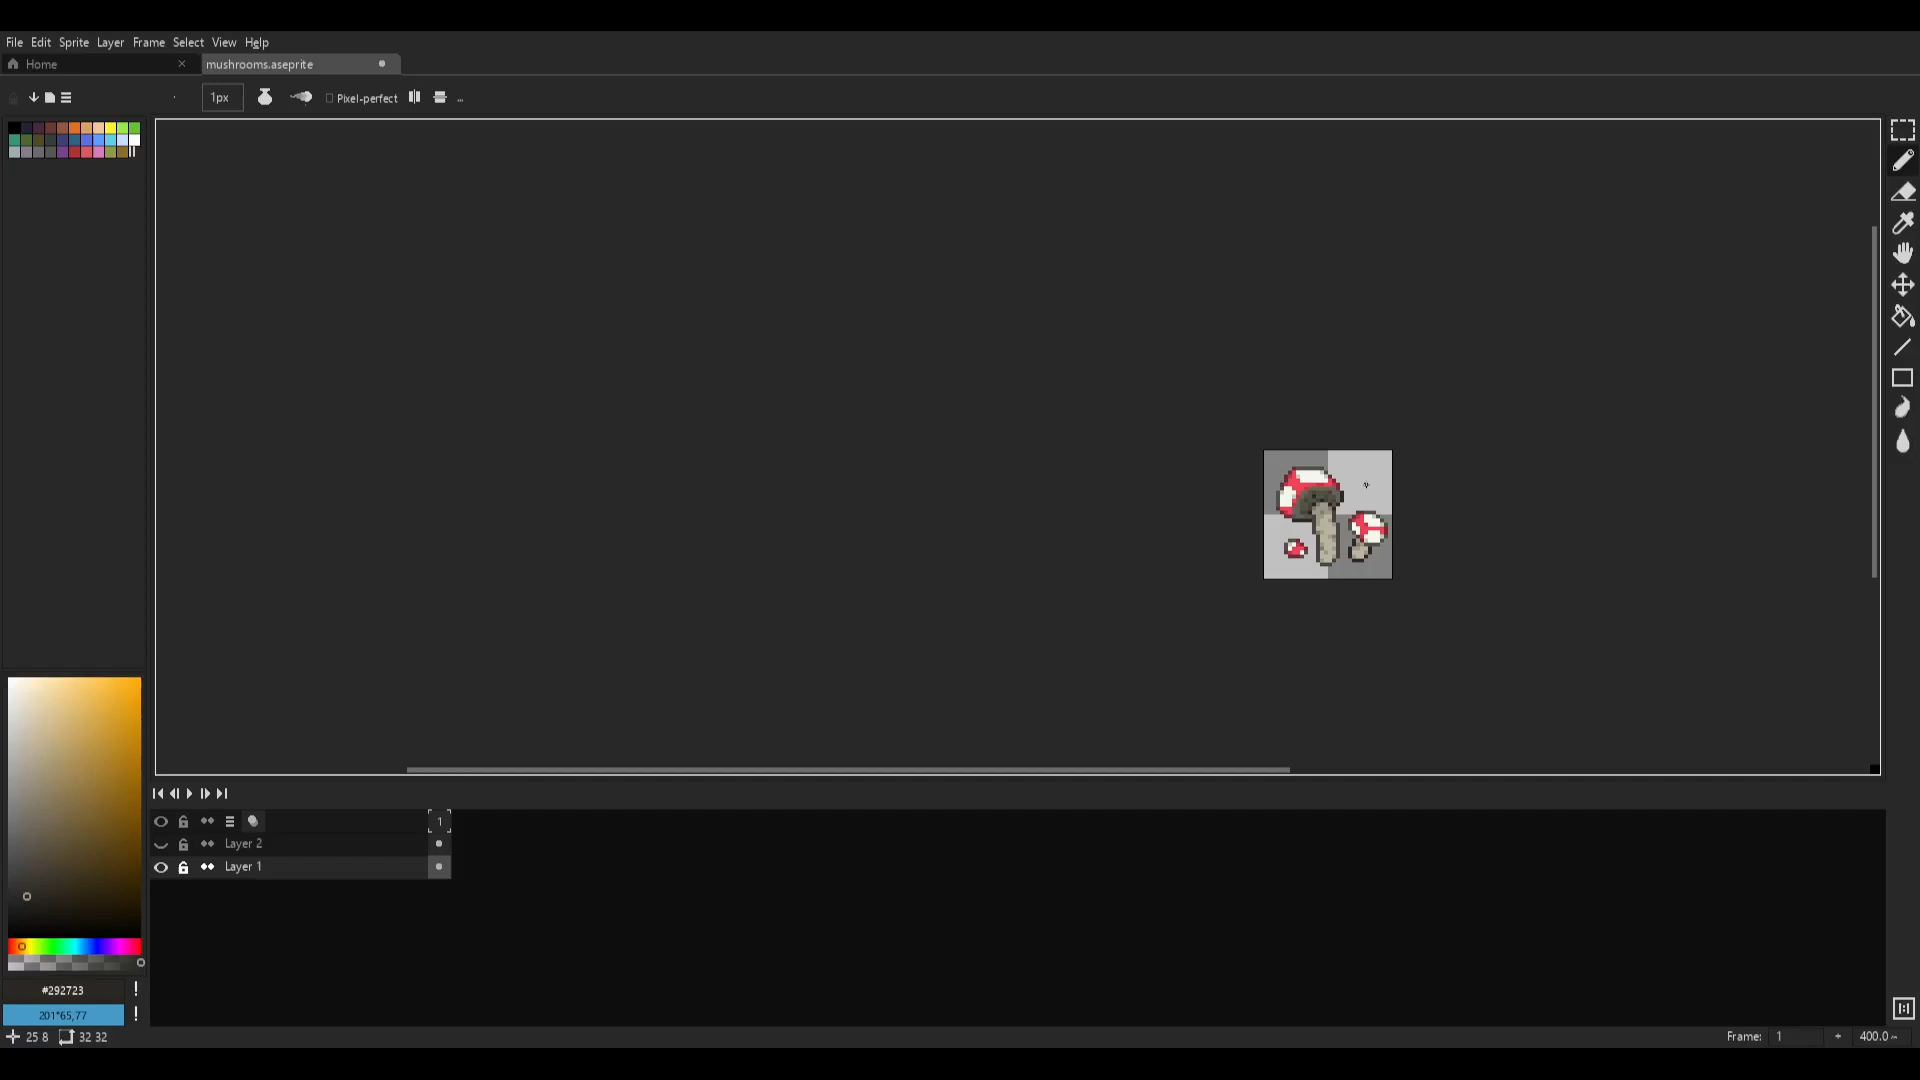 File Edit Sprite Layer Frame Select View Help
Home mushrooms.aseprite
1px Pixel-perfect ...
1
Layer 2
Layer 1
#292723
201°65,77
25 8 32 32 Frame: 1 400.0